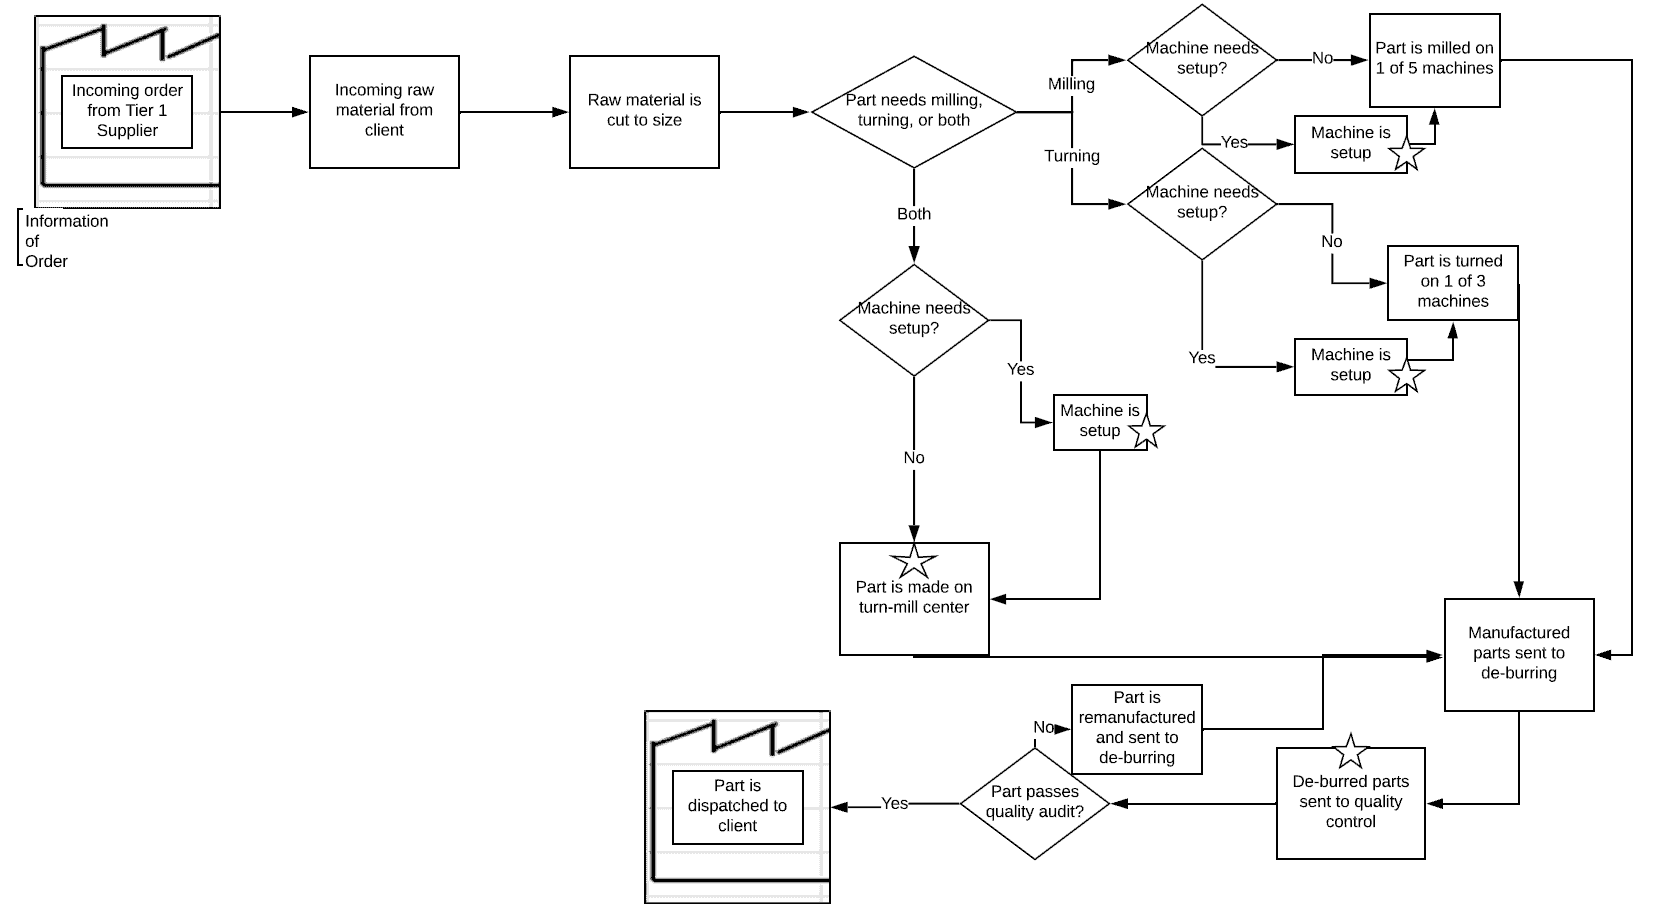 Incoming order
from Tier 1
Supplier
Information
of
Order
Incoming raw
material from
client
Raw material is
cut to size
Part needs milling,
turning, or both
Milling
Turning
Both
Machine needs
setup?
No
Part is milled on
1 of 5 machines
Yes
Machine is
setup
Machine needs
setup?
No
Part is turned
on 1 of 3
machines
Yes
Machine is
setup
Machine needs
setup?
Yes
Machine is
setup
No
Part is made on
turn-mill center
Manufactured
parts sent to
de-burring
De-burred parts
sent to quality
control
Part passes
quality audit?
No
Part is
remanufactured
and sent to
de-burring
Yes
Part is
dispatched to
client